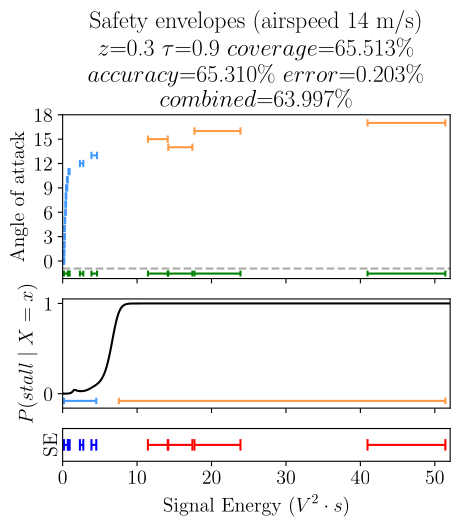 Safety envelopes (airspeed 14 m/s)
z=0.3 τ=0.9 coverage=65.513%
accuracy=65.310% error=0.203%
combined=63.997%
18
15
12
9
6
3
0
Angle of attack
1
0
P(stall | X = x)
SE
0 10 20 30 40 50
Signal Energy (V² · s)